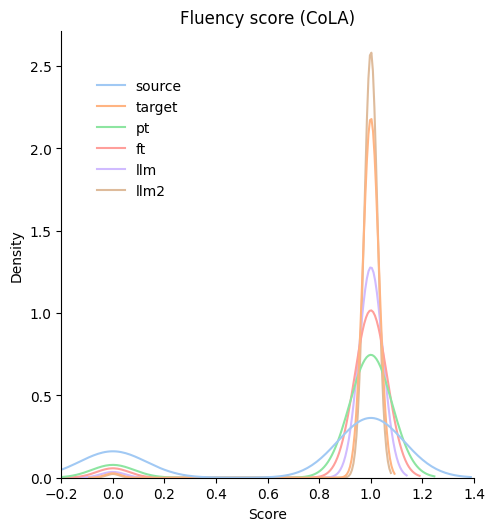 Fluency score (CoLA)
2.5
2.0
1.5
1.0
0.5
0.0
Density
source
target
pt
ft
llm
llm2
−0.2 0.0 0.2 0.4 0.6 0.8 1.0 1.2 1.4
Score